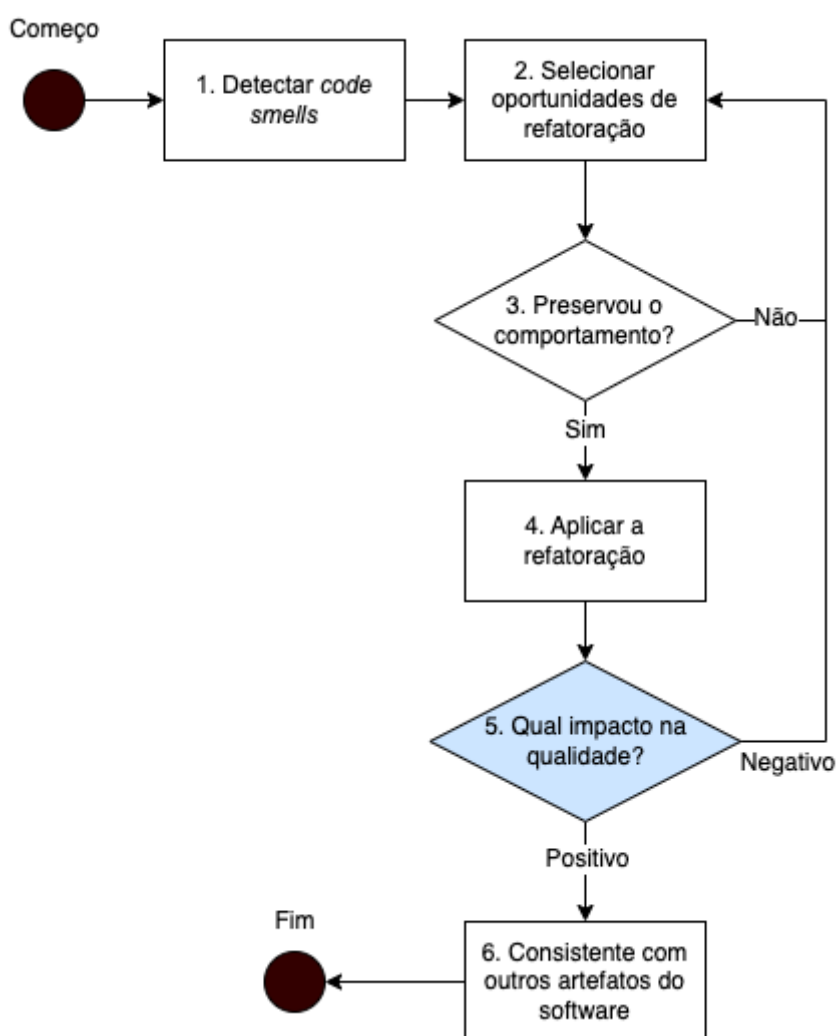 Começo
1. Detectar code
smells
2. Selecionar
oportunidades de
refatoração
3. Preservou o
comportamento?
Não
Sim
4. Aplicar a
refatoração
5. Qual impacto na
qualidade?
Negativo
Positivo
Fim
6. Consistente com
outros artefatos do
software